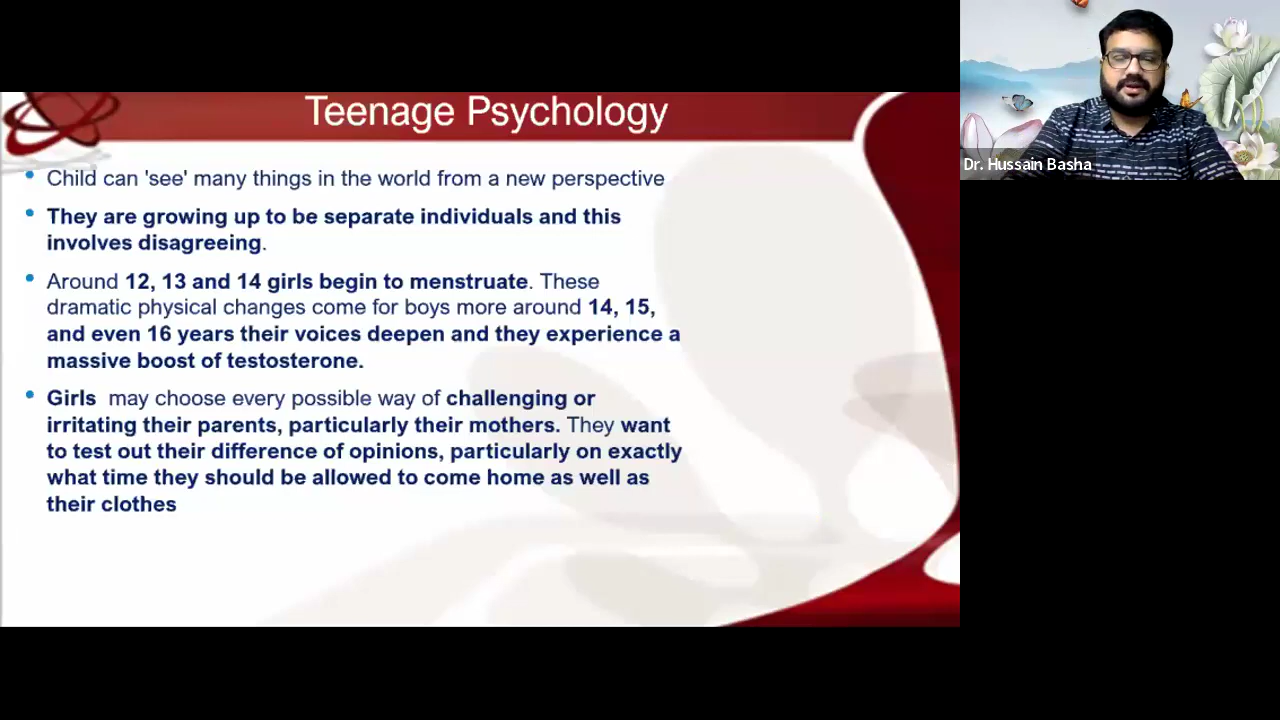 Teenage Psychology
• Child can 'see' many things in the world from a new perspective
• They are growing up to be separate individuals and this
involves disagreeing.
• Around 12, 13 and 14 girls begin to menstruate. These
dramatic physical changes come for boys more around 14, 15,
and even 16 years their voices deepen and they experience a
massive boost of testosterone.
• Girls may choose every possible way of challenging or
irritating their parents, particularly their mothers. They want
to test out their difference of opinions, particularly on exactly
what time they should be allowed to come home as well as
their clothes
Dr. Hussain Basha